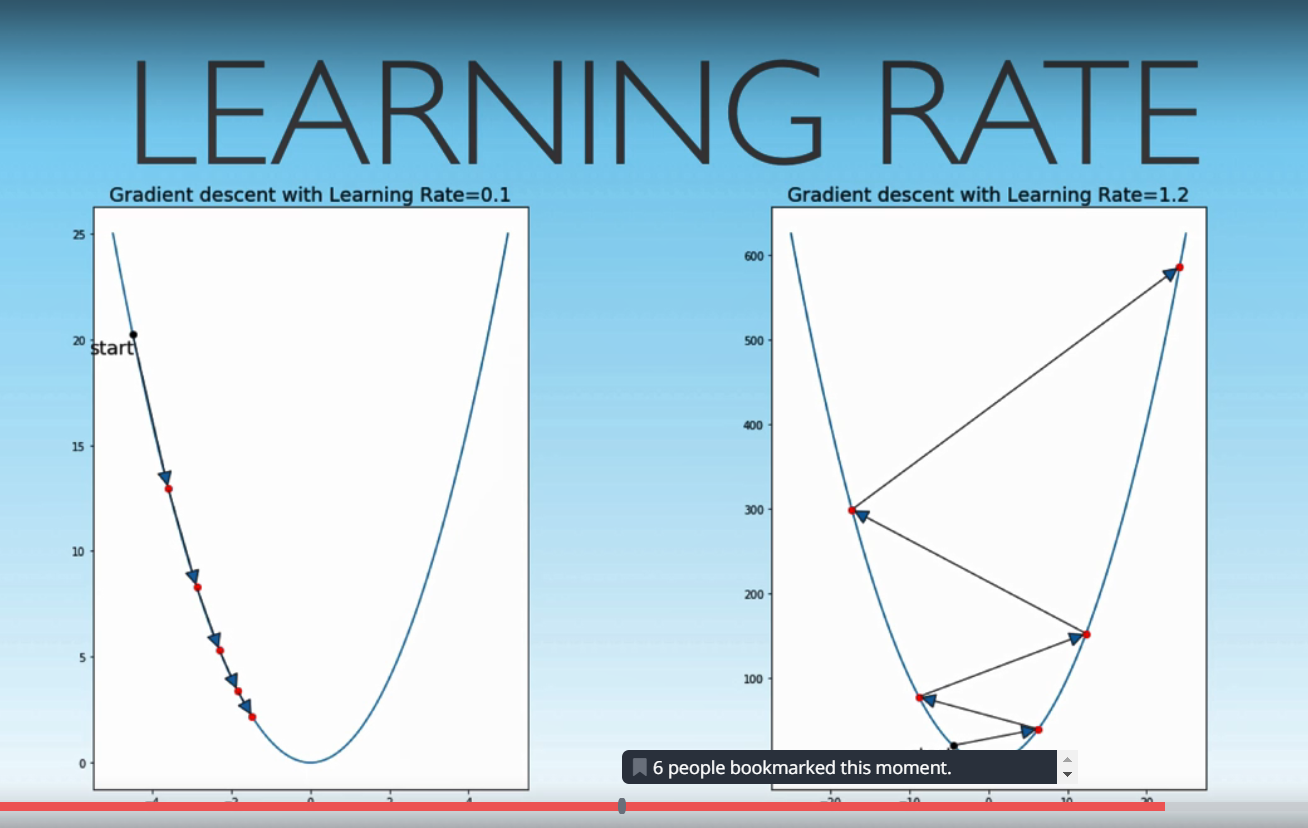 LEARNING RATE
Gradient descent with Learning Rate=0.1
25
20
start
15
10
5
0
−4 −2 0 2 4
Gradient descent with Learning Rate=1.2
600
500
400
300
200
100
−20 −10 0 10 20
6 people bookmarked this moment.